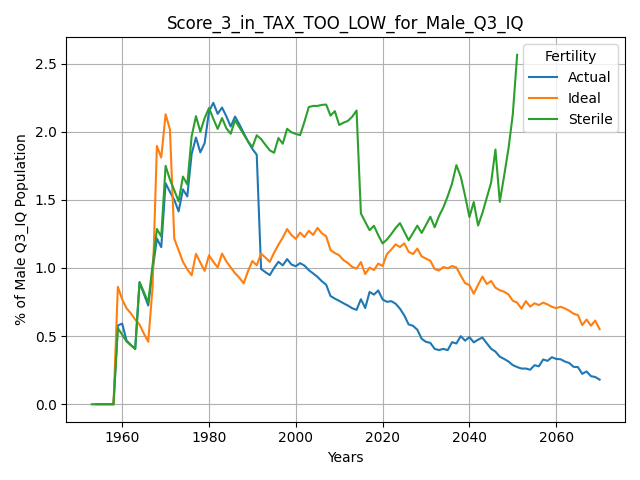 Score_3_in_TAX_TOO_LOW_for_Male_Q3_IQ
% of Male Q3_IQ Population
2.5
2.0
1.5
1.0
0.5
0.0
Fertility
Actual
Ideal
Sterile
1960 1980 2000 2020 2040 2060
Years